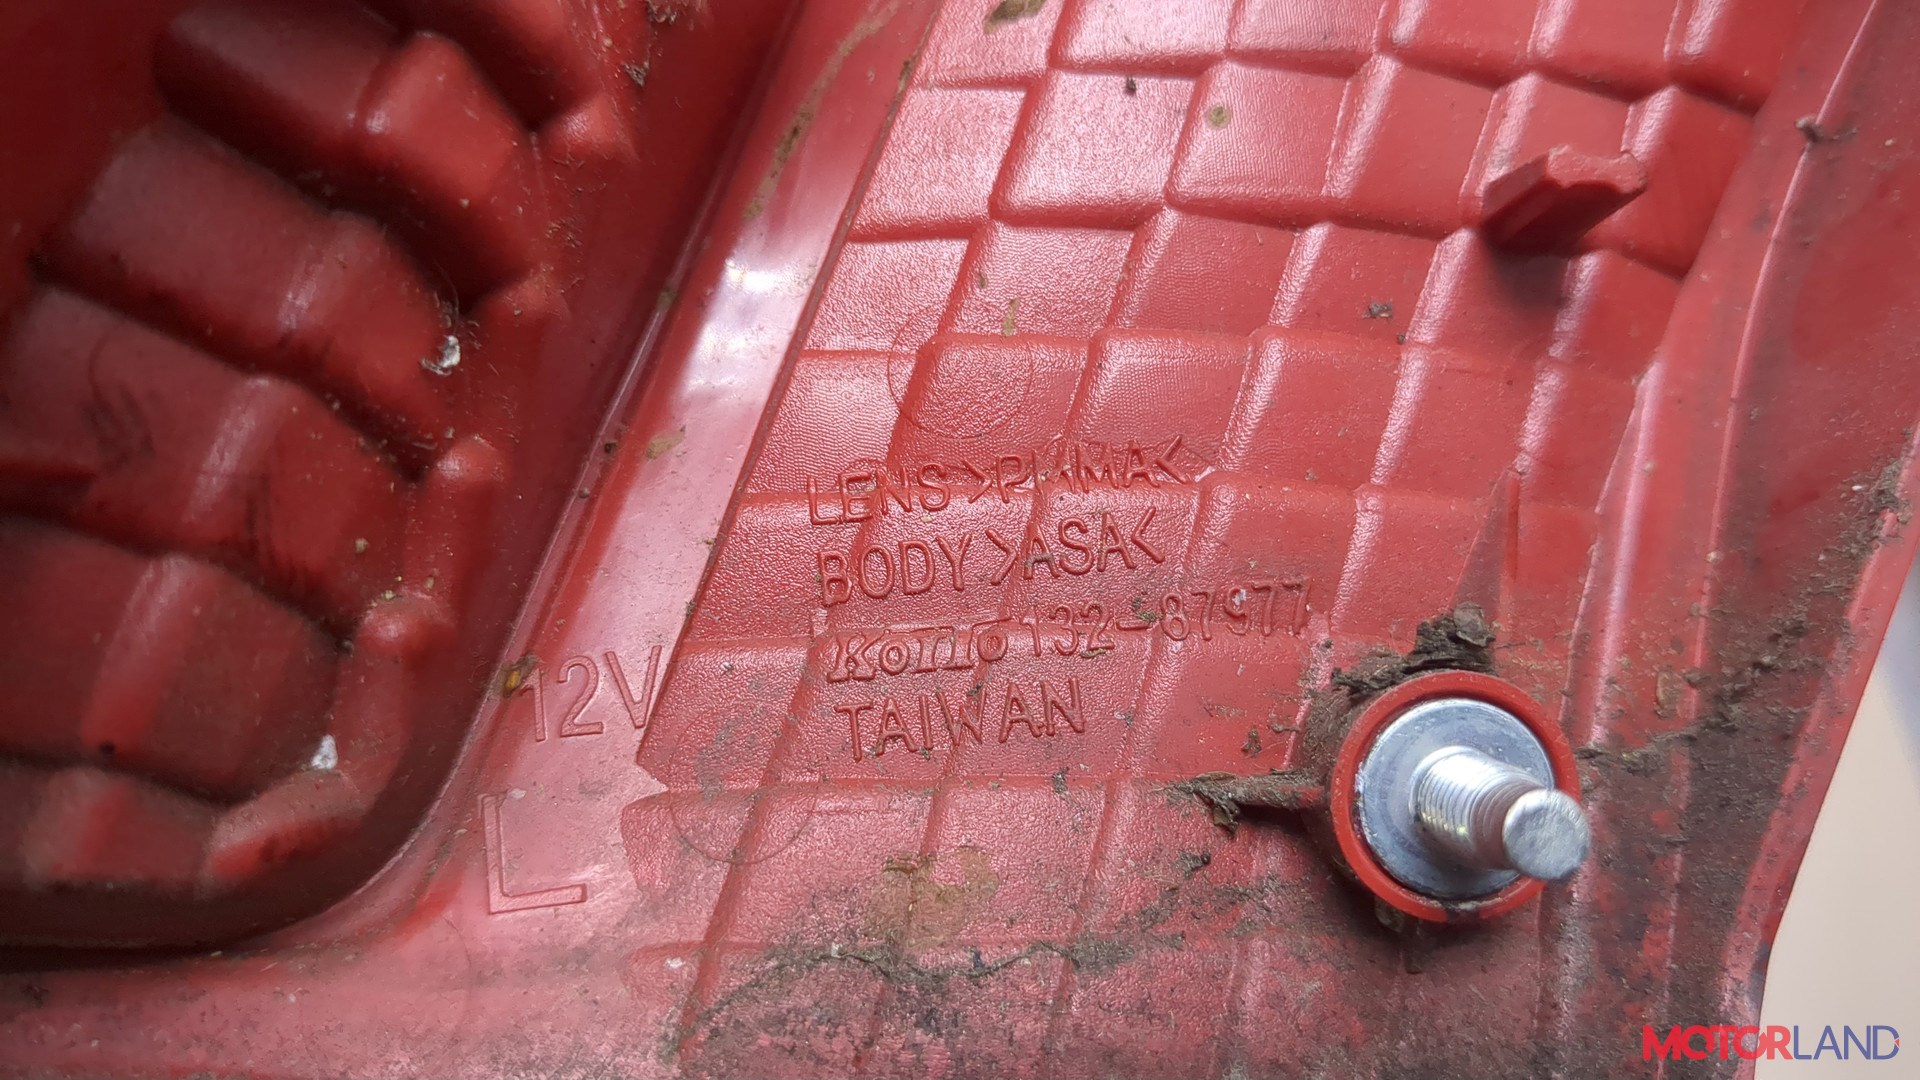 LENS >PMMA<
BODY >ASA<
Koito 132-87977
TAIWAN
12V
L
MOTORLAND